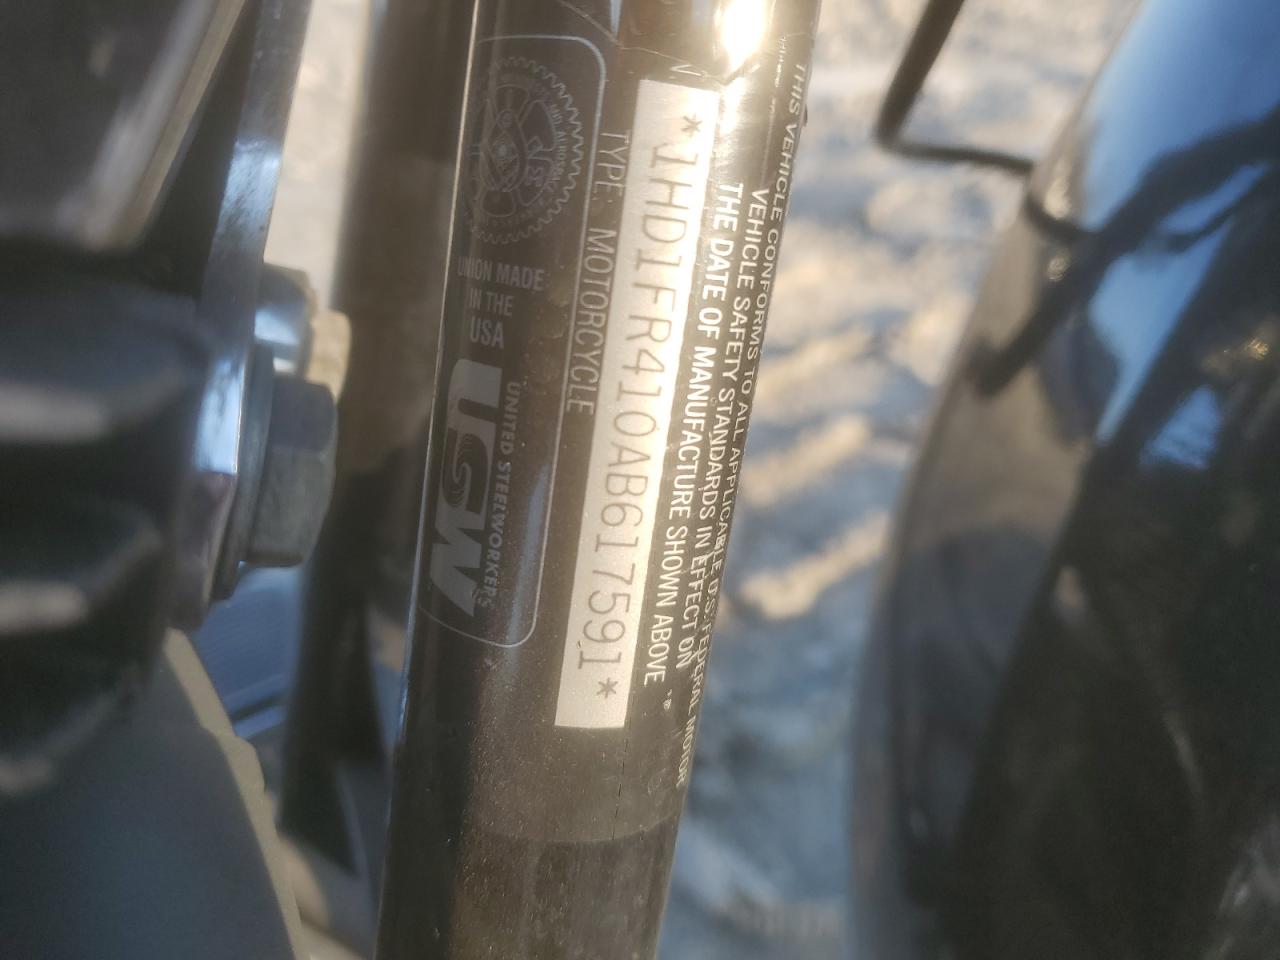 THIS VEHICLE CONFORMS TO ALL APPLICABLE U.S. FEDERAL MOTOR
VEHICLE SAFETY STANDARDS IN EFFECT ON
THE DATE OF MANUFACTURE SHOWN ABOVE
*1HD1FR410AB617591*
TYPE: MOTORCYCLE
UNION MADE
IN THE
USA
UNITED STEELWORKERS
USW